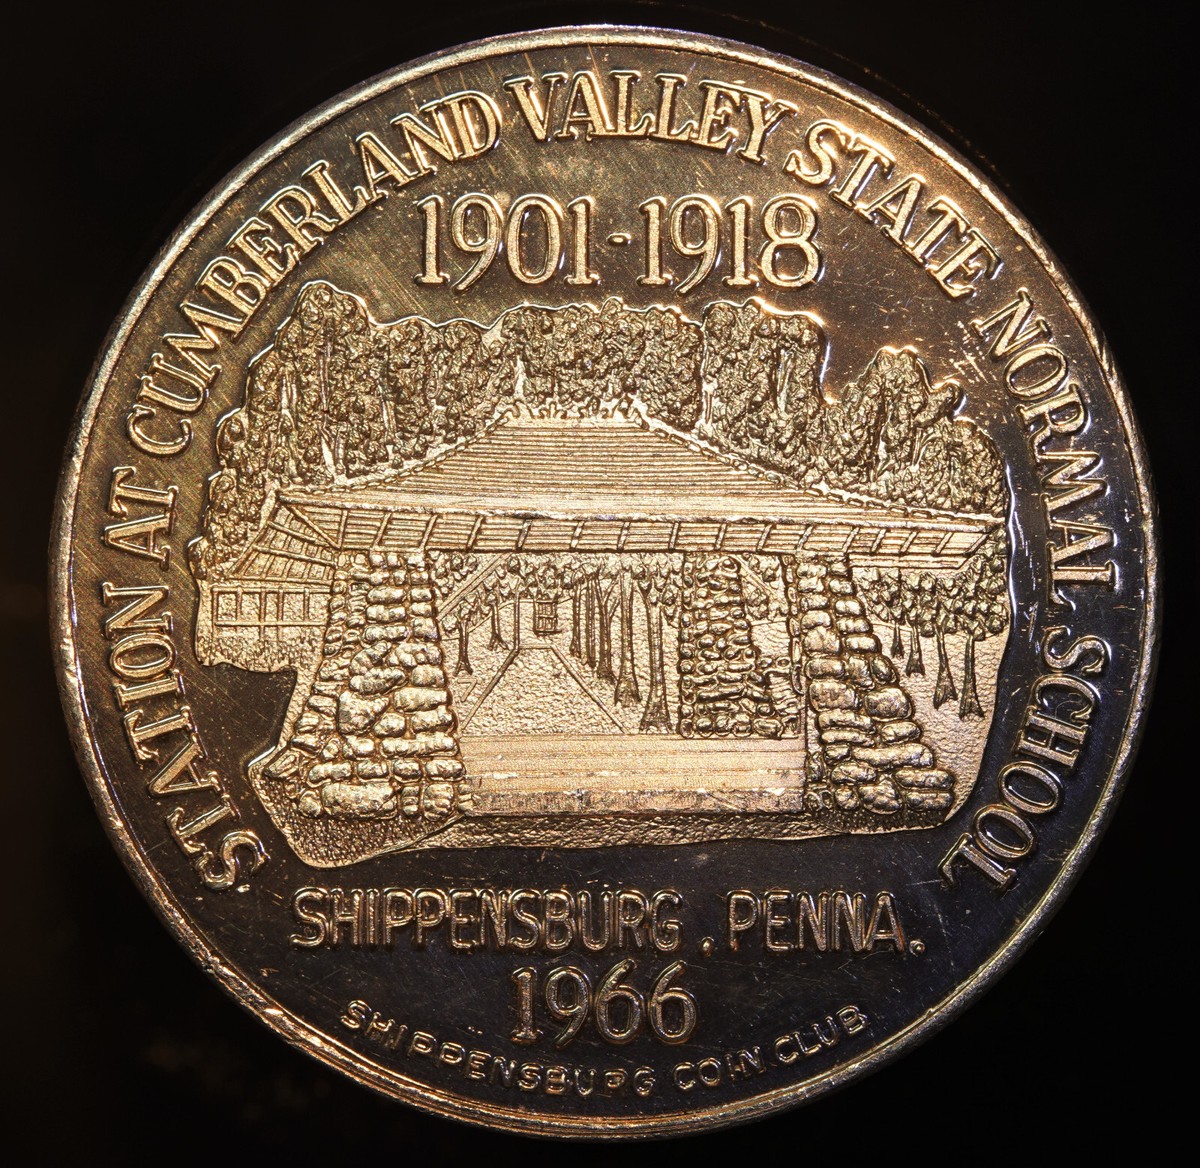 STATION AT CUMBERLAND VALLEY STATE NORMAL SCHOOL
1901-1918
SHIPPENSBURG, PENNA.
1966
SHIPPENSBURG COIN CLUB